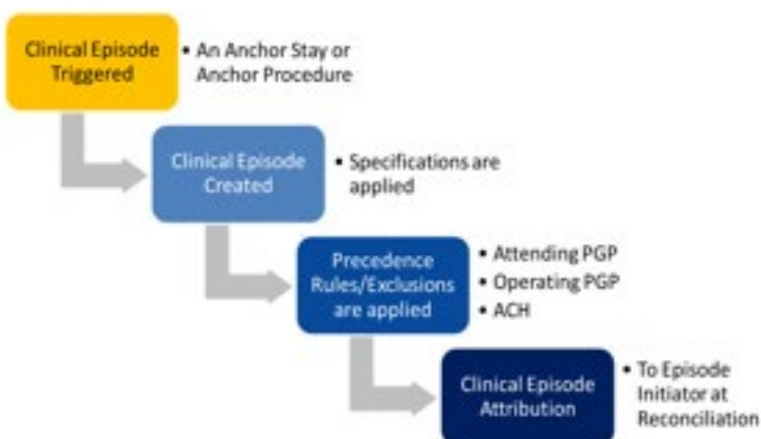 Clinical Episode
Triggered
• An Anchor Stay or
Anchor Procedure
Clinical Episode
Created
• Specifications are
applied
Precedence
Rules/Exclusions
are applied
• Attending PGP
• Operating PGP
• ACH
Clinical Episode
Attribution
• To Episode
Initiator at
Reconciliation